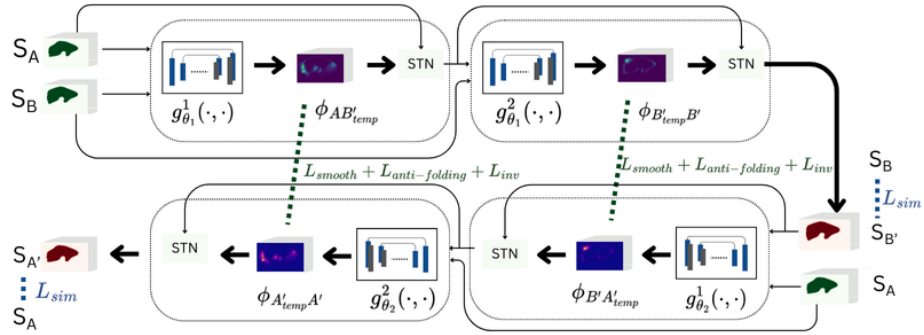 S_A
S_B
g^1_{θ_1}(·,·)
ϕ_{AB'_{temp}}
STN
g^2_{θ_1}(·,·)
ϕ_{B'_{temp}B'}
STN
L_{smooth} + L_{anti-folding} + L_{inv}
L_{smooth} + L_{anti-folding} + L_{inv}
S_B
L_{sim}
S_{B'}
S_{A'}
L_{sim}
S_A
STN
ϕ_{A'_{temp}A'}
g^2_{θ_2}(·,·)
STN
ϕ_{B'A'_{temp}}
g^1_{θ_2}(·,·)
S_A